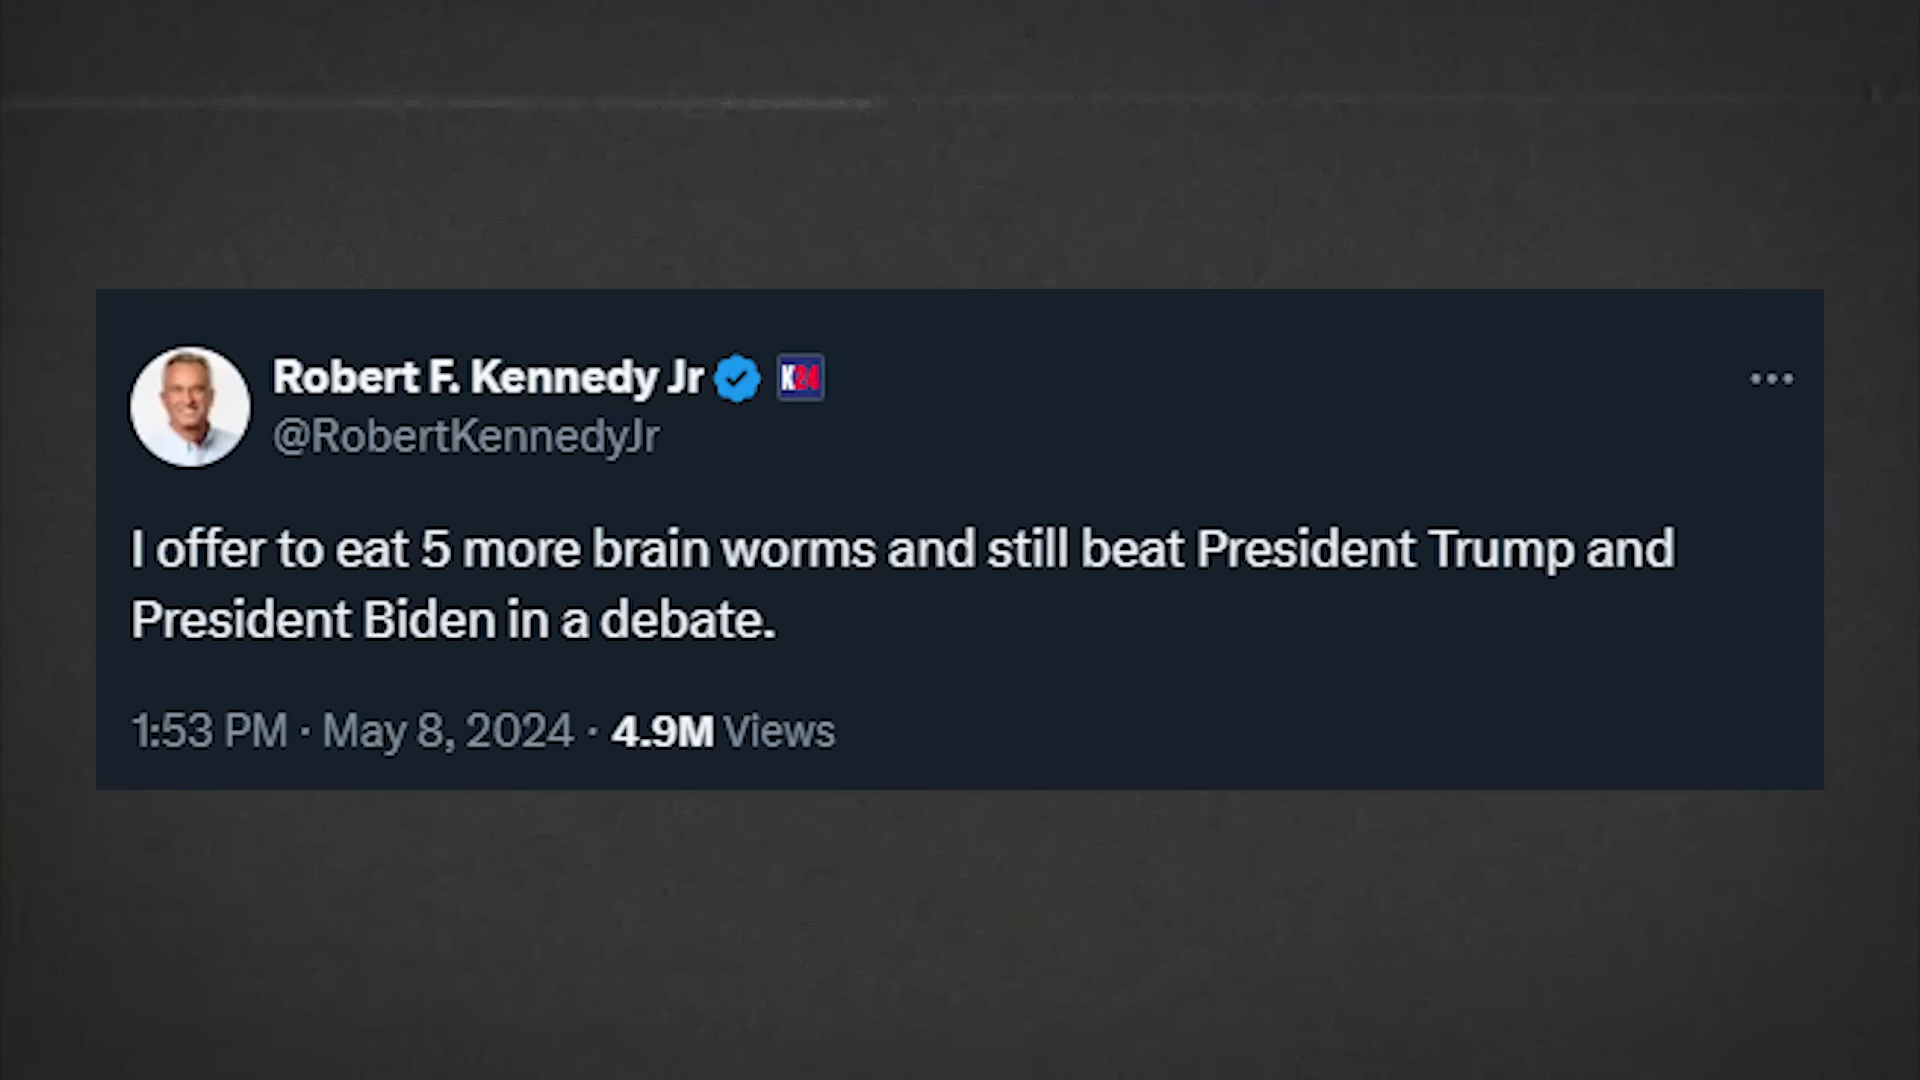 Robert F. Kennedy Jr K24
@RobertKennedyJr
I offer to eat 5 more brain worms and still beat President Trump and
President Biden in a debate.
1:53 PM · May 8, 2024 · 4.9M Views